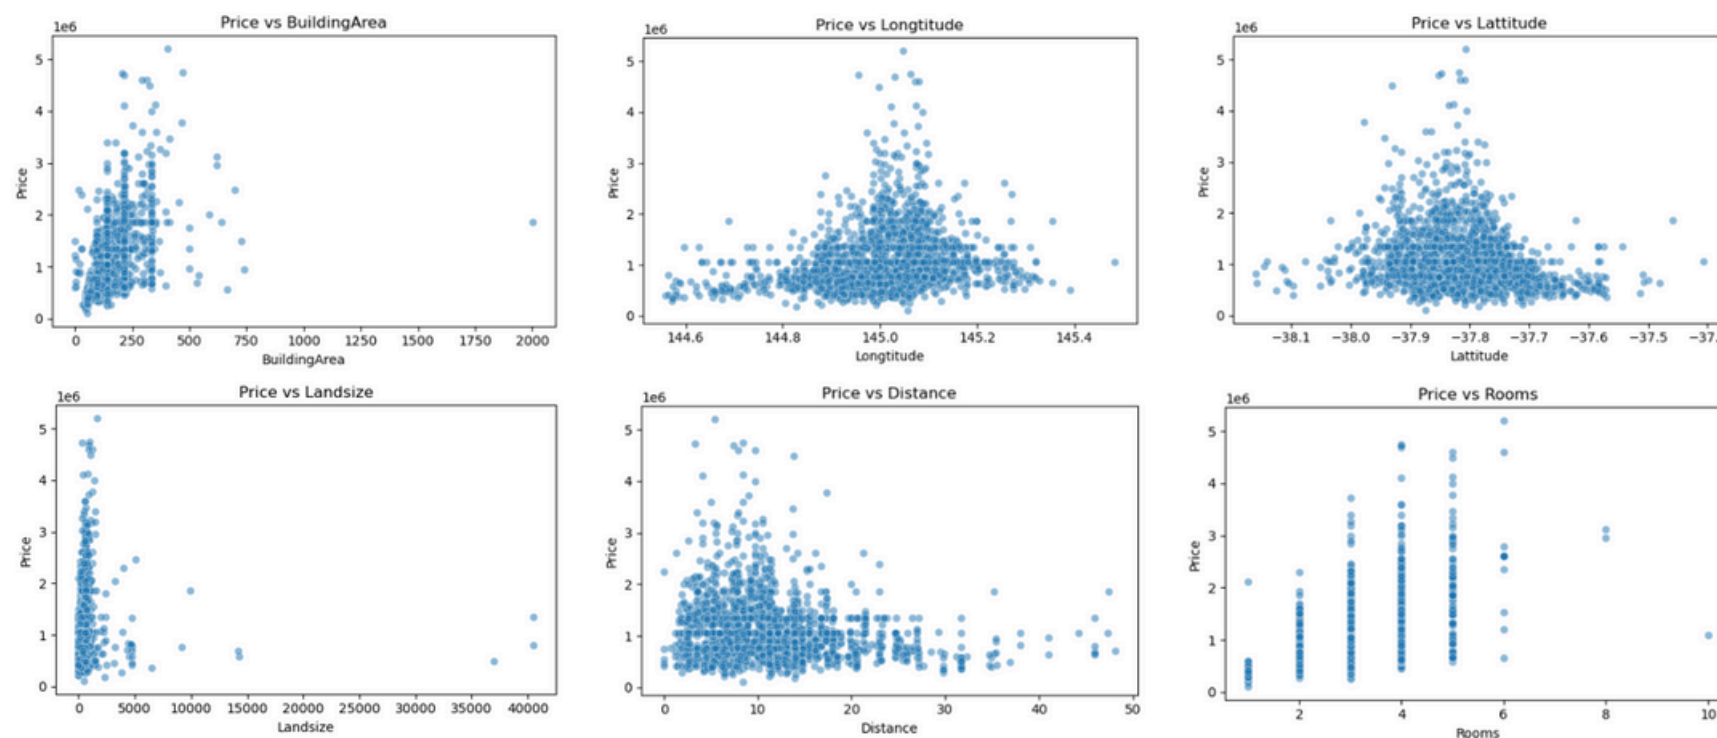 Price vs BuildingArea
1e6
5
4
3
2
1
0
Price
0 250 500 750 1000 1250 1500 1750 2000
BuildingArea
Price vs Longtitude
1e6
5
4
3
2
1
0
Price
144.6 144.8 145.0 145.2 145.4
Longtitude
Price vs Lattitude
1e6
5
4
3
2
1
0
Price
−38.1 −38.0 −37.9 −37.8 −37.7 −37.6 −37.5 −37.
Lattitude
Price vs Landsize
1e6
5
4
3
2
1
0
Price
0 5000 10000 15000 20000 25000 30000 35000 40000
Landsize
Price vs Distance
1e6
5
4
3
2
1
0
Price
0 10 20 30 40 50
Distance
Price vs Rooms
1e6
5
4
3
2
1
0
Price
2 4 6 8 10
Rooms